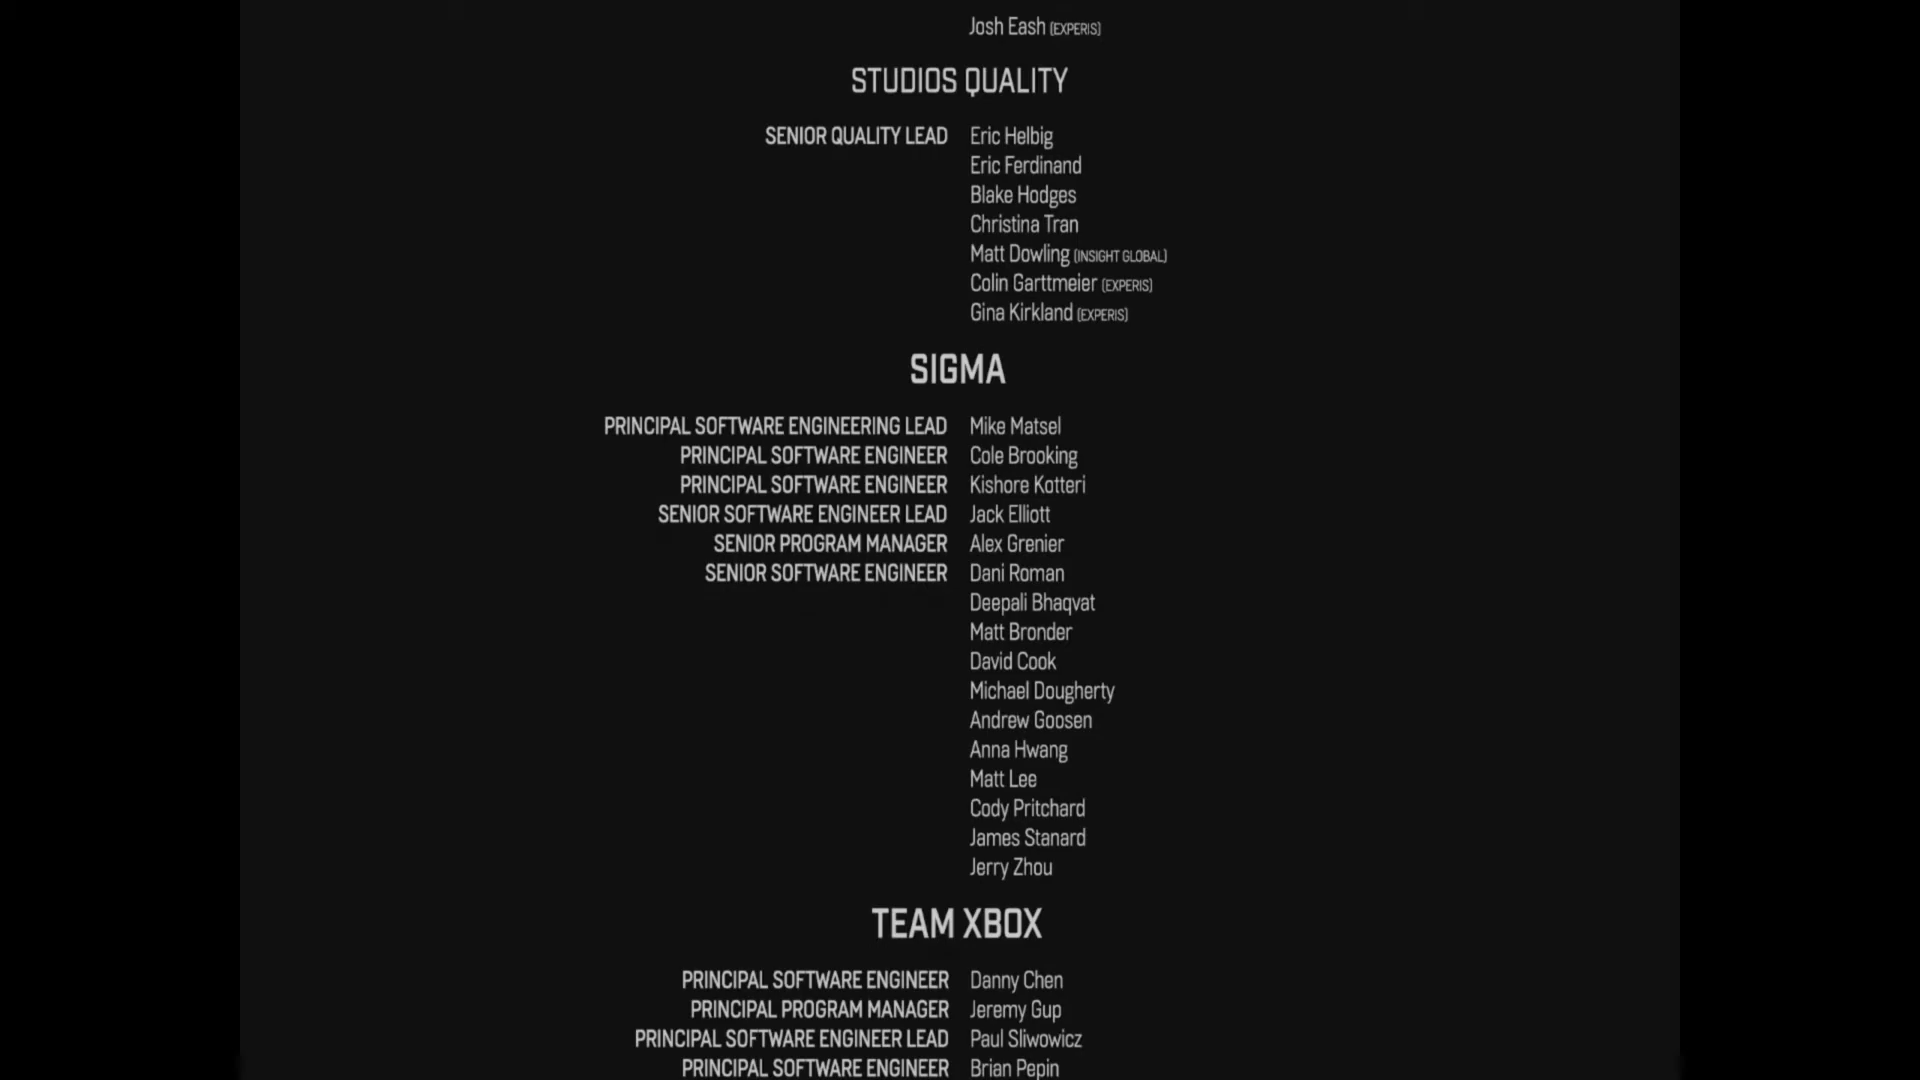 Josh Eash (EXPERIS)
STUDIOS QUALITY
SENIOR QUALITY LEAD Eric Helbig
Eric Ferdinand
Blake Hodges
Christina Tran
Matt Dowling (INSIGHT GLOBAL)
Colin Garttmeier (EXPERIS)
Gina Kirkland (EXPERIS)
SIGMA
PRINCIPAL SOFTWARE ENGINEERING LEAD Mike Matsel
PRINCIPAL SOFTWARE ENGINEER Cole Brooking
PRINCIPAL SOFTWARE ENGINEER Kishore Kotteri
SENIOR SOFTWARE ENGINEER LEAD Jack Elliott
SENIOR PROGRAM MANAGER Alex Grenier
SENIOR SOFTWARE ENGINEER Dani Roman
Deepali Bhaqvat
Matt Bronder
David Cook
Michael Dougherty
Andrew Goosen
Anna Hwang
Matt Lee
Cody Pritchard
James Stanard
Jerry Zhou
TEAM XBOX
PRINCIPAL SOFTWARE ENGINEER Danny Chen
PRINCIPAL PROGRAM MANAGER Jeremy Gup
PRINCIPAL SOFTWARE ENGINEER LEAD Paul Sliwowicz
PRINCIPAL SOFTWARE ENGINEER Brian Pepin